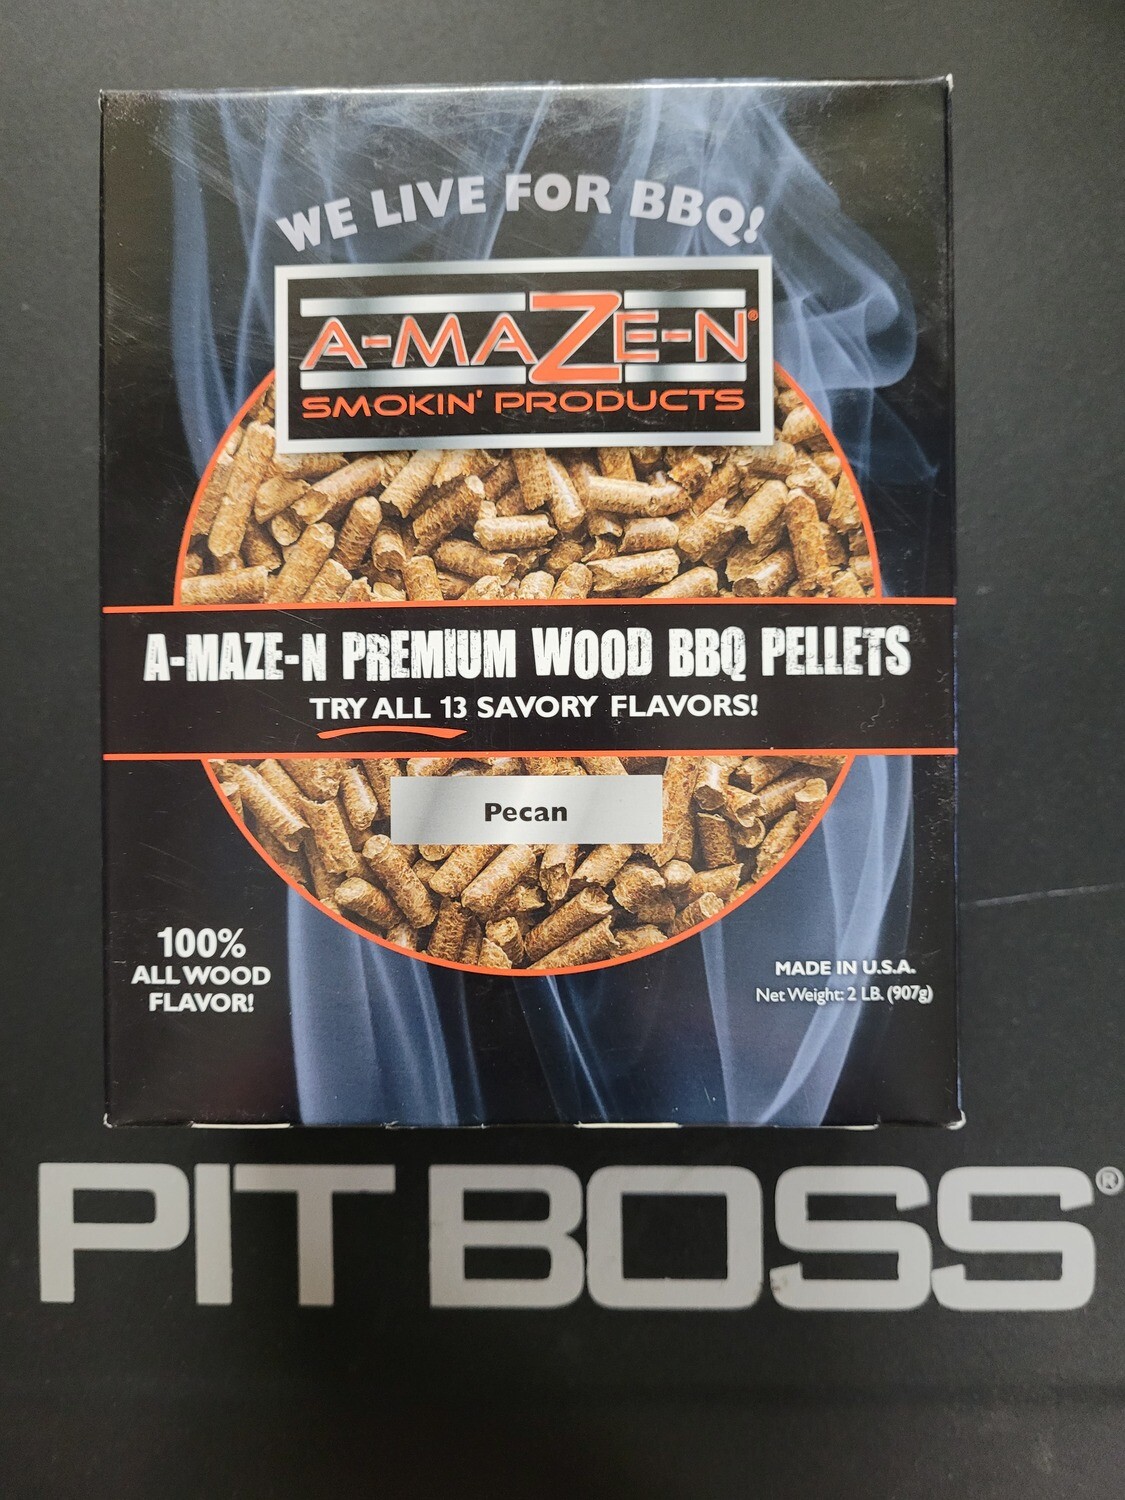 WE LIVE FOR BBQ!
A-MAZE-N®
SMOKIN' PRODUCTS
A-MAZE-N PREMIUM WOOD BBQ PELLETS
TRY ALL 13 SAVORY FLAVORS!
Pecan
100%
ALL WOOD
FLAVOR!
MADE IN U.S.A.
Net Weight: 2 LB. (907g)
PIT BOSS®